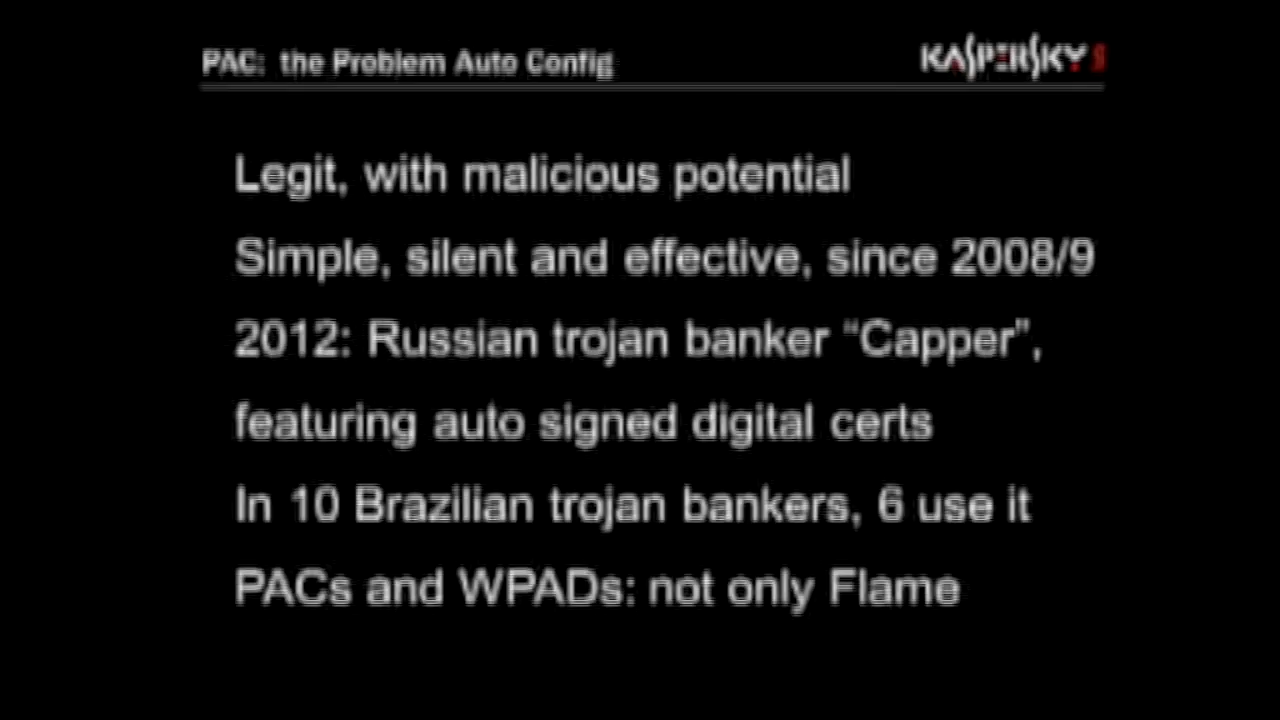 PAC: the Problem Auto Config
KASPERSKY
Legit, with malicious potential
Simple, silent and effective, since 2008/9
2012: Russian trojan banker “Capper”,
featuring auto signed digital certs
In 10 Brazilian trojan bankers, 6 use it
PACs and WPADs: not only Flame